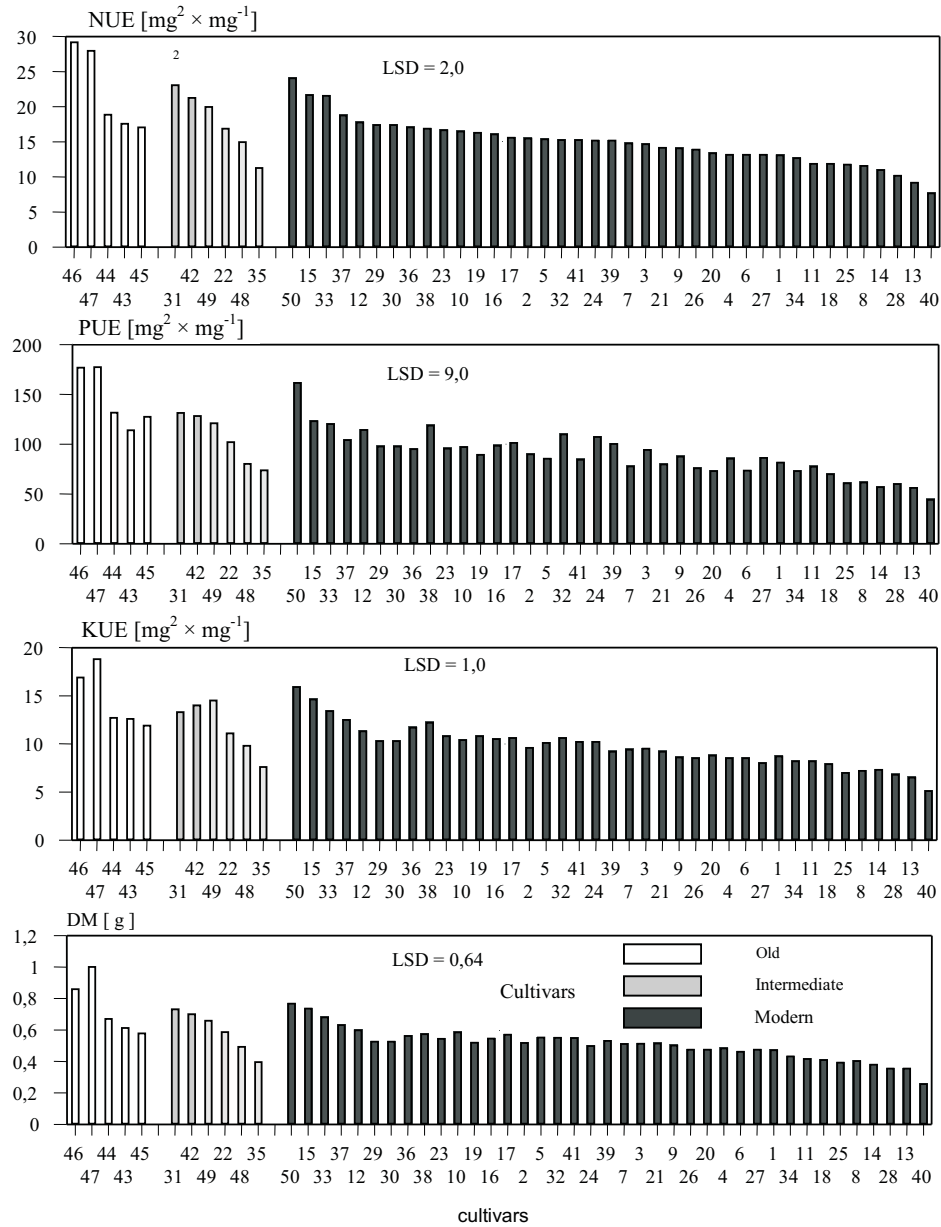 NUE [mg² × mg⁻¹]
30
2
LSD = 2,0
25
20
15
10
5
0
46 44 45 42 22 35 15 37 29 36 23 19 17 5 41 39 3 9 20 6 1 11 25 14 13
47 43 31 49 48 50 33 12 30 38 10 16 2 32 24 7 21 26 4 27 34 18 8 28 40
PUE [mg² × mg⁻¹]
200
LSD = 9,0
150
100
50
0
46 44 45 42 22 35 15 37 29 36 23 19 17 5 41 39 3 9 20 6 1 11 25 14 13
47 43 31 49 48 50 33 12 30 38 10 16 2 32 24 7 21 26 4 27 34 18 8 28 40
KUE [mg² × mg⁻¹]
20
LSD = 1,0
15
10
5
0
46 44 45 42 22 35 15 37 29 36 23 19 17 5 41 39 3 9 20 6 1 11 25 14 13
47 43 31 49 48 50 33 12 30 38 10 16 2 32 24 7 21 26 4 27 34 18 8 28 40
DM [ g ]
1,2
LSD = 0,64
Old
1
Cultivars
Intermediate
0,8
Modern
0,6
0,4
0,2
0
46 44 45 42 22 35 15 37 29 36 23 19 17 5 41 39 3 9 20 6 1 11 25 14 13
47 43 31 49 48 50 33 12 30 38 10 16 2 32 24 7 21 26 4 27 34 18 8 28 40
cultivars